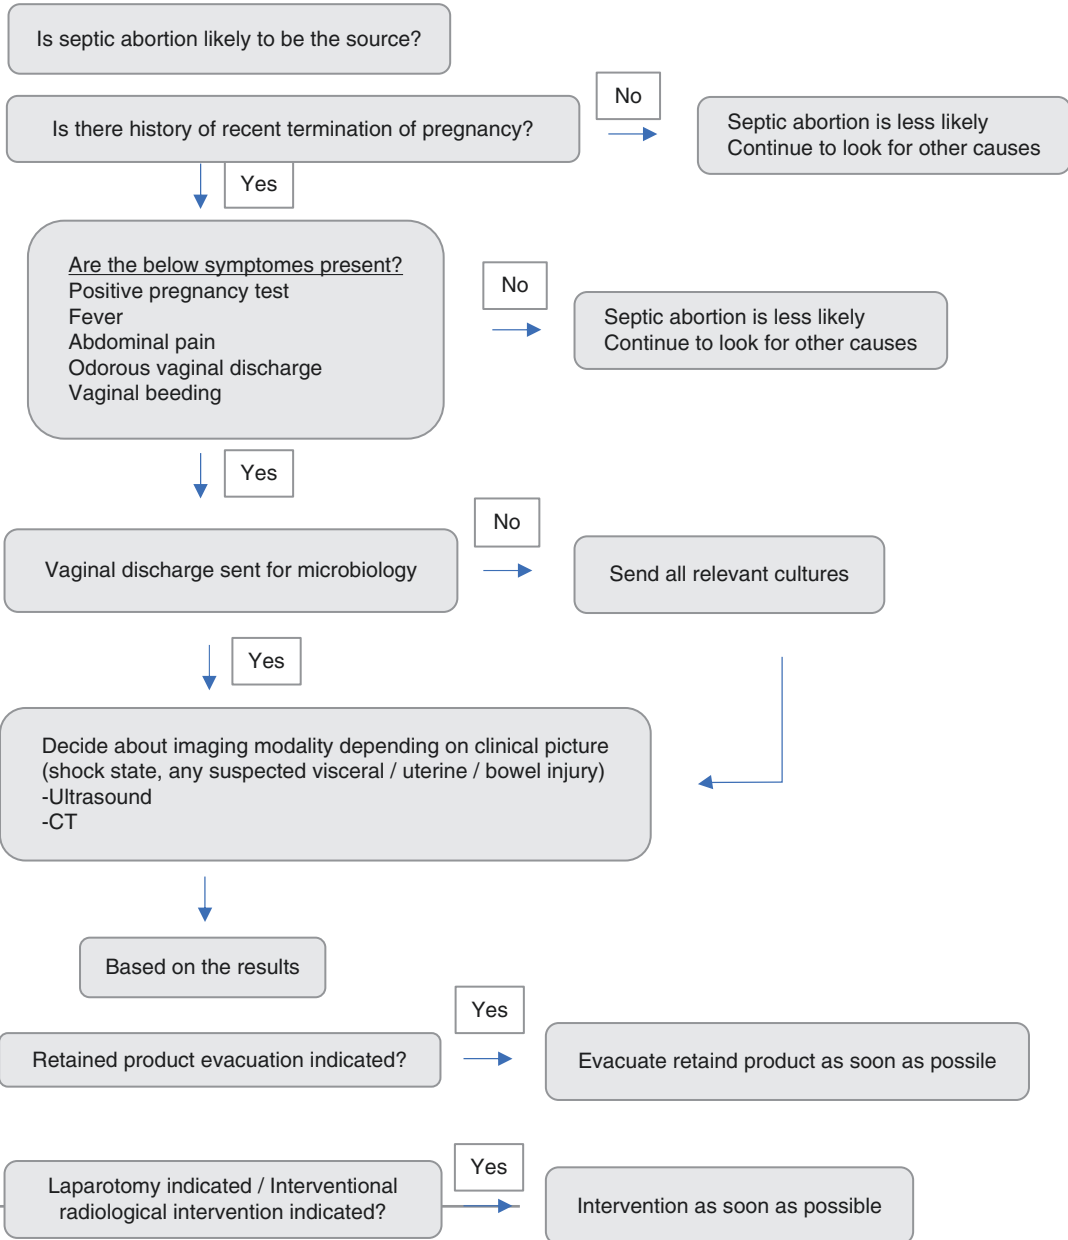 Is septic abortion likely to be the source?
Is there history of recent termination of pregnancy?
No
Septic abortion is less likely
Continue to look for other causes
Yes
Are the below symptomes present?
Positive pregnancy test
Fever
Abdominal pain
Odorous vaginal discharge
Vaginal beeding
No
Septic abortion is less likely
Continue to look for other causes
Yes
Vaginal discharge sent for microbiology
No
Send all relevant cultures
Yes
Decide about imaging modality depending on clinical picture
(shock state, any suspected visceral / uterine / bowel injury)
-Ultrasound
-CT
Based on the results
Retained product evacuation indicated?
Yes
Evacuate retaind product as soon as possile
Laparotomy indicated / Interventional
radiological intervention indicated?
Yes
Intervention as soon as possible